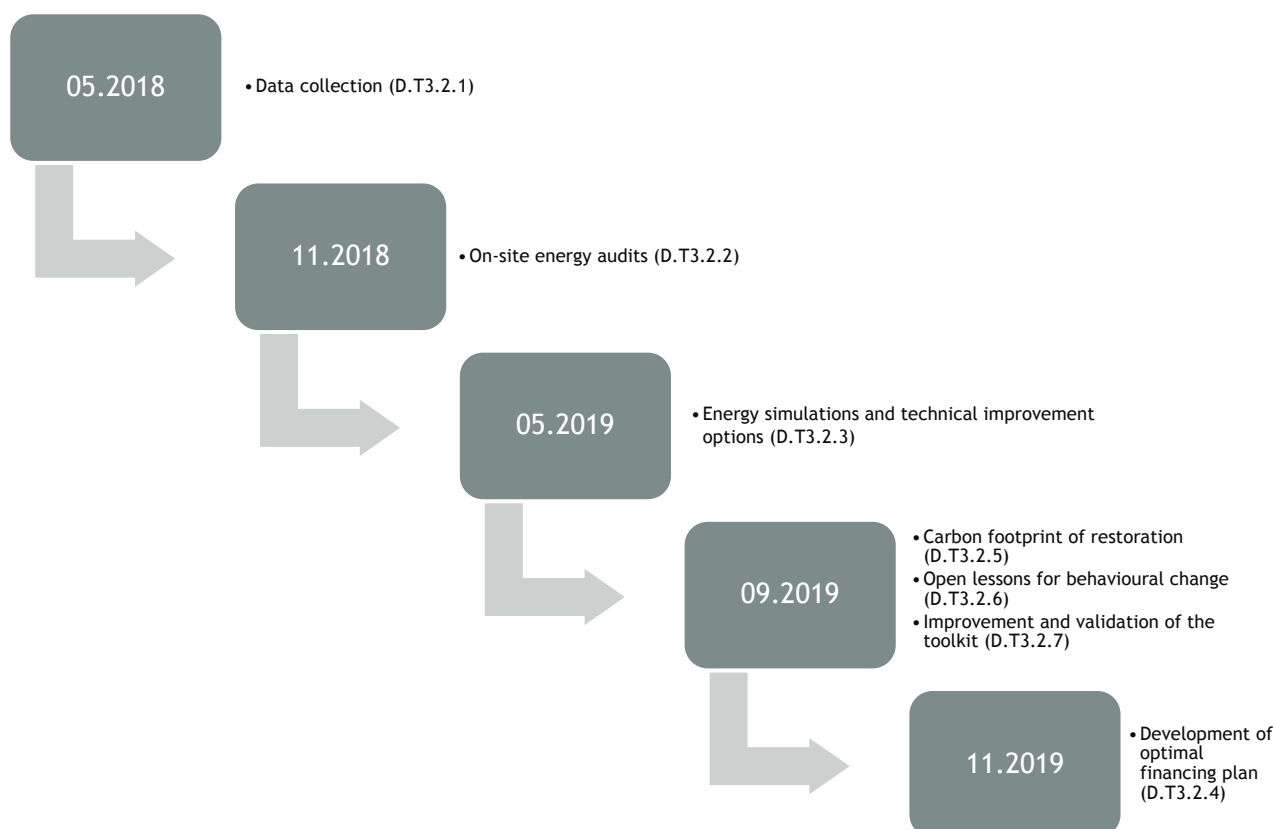 05.2018
• Data collection (D.T3.2.1)
11.2018
• On-site energy audits (D.T3.2.2)
05.2019
• Energy simulations and technical improvement
options (D.T3.2.3)
09.2019
• Carbon footprint of restoration
(D.T3.2.5)
• Open lessons for behavioural change
(D.T3.2.6)
• Improvement and validation of the
toolkit (D.T3.2.7)
11.2019
• Development of
optimal
financing plan
(D.T3.2.4)